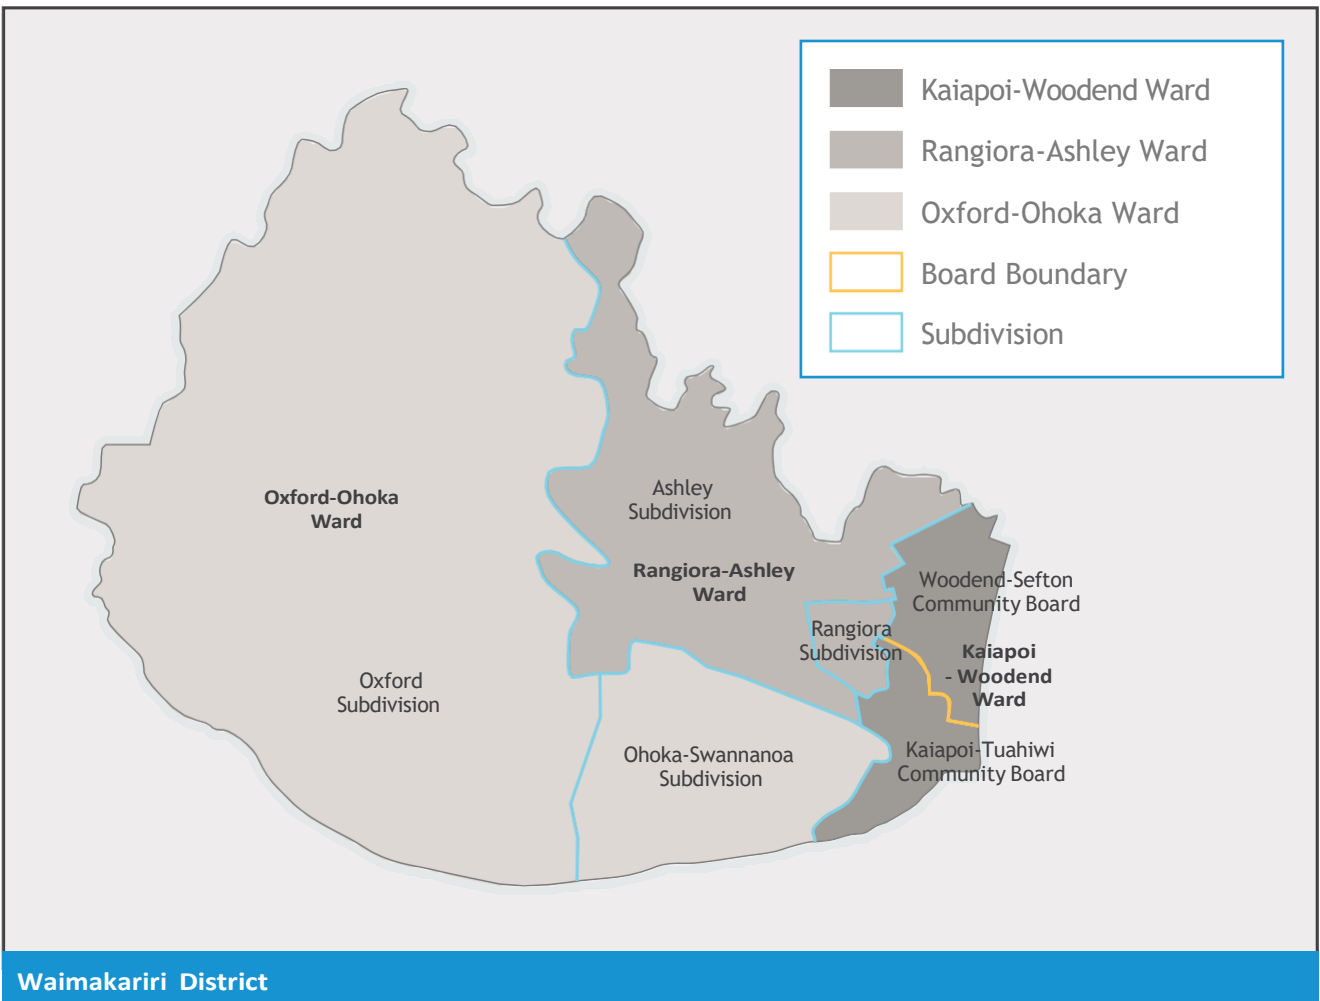 Kaiapoi-Woodend Ward
Rangiora-Ashley Ward
Oxford-Ohoka Ward
Board Boundary
Subdivision
Oxford-Ohoka
Ward
Ashley
Subdivision
Rangiora-Ashley
Ward
Woodend-Sefton
Community Board
Rangiora
Subdivision
Kaiapoi
- Woodend
Ward
Oxford
Subdivision
Ohoka-Swannanoa
Subdivision
Kaiapoi-Tuahiwi
Community Board
Waimakariri District